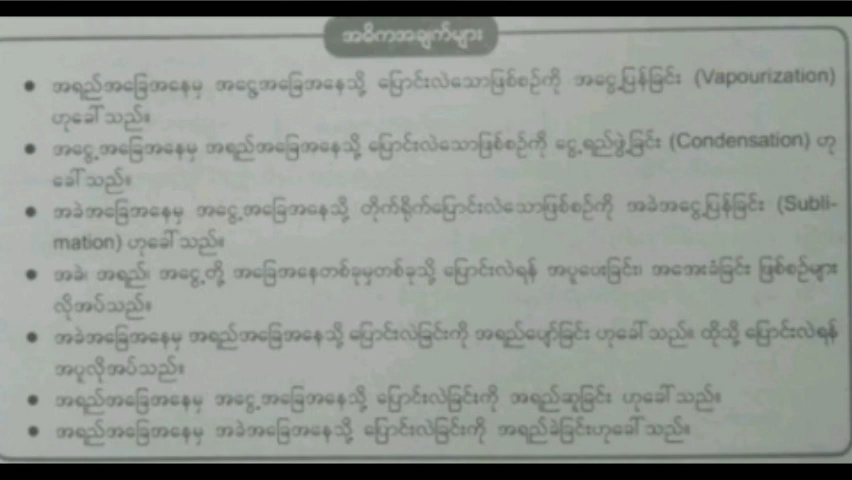 အဓိကအချက်များ
• အရည်အခြေအနေမှ အငွေ့အခြေအနေသို့ ပြောင်းလဲသောဖြစ်စဉ်ကို အငွေ့ပြန်ခြင်း (Vapourization)
ဟုခေါ်သည်။
• အငွေ့အခြေအနေမှ အရည်အခြေအနေသို့ ပြောင်းလဲသောဖြစ်စဉ်ကို ငွေ့ရည်ဖွဲ့ခြင်း (Condensation) ဟု
ခေါ်သည်။
• အခဲအခြေအနေမှ အငွေ့အခြေအနေသို့ တိုက်ရိုက်ပြောင်းလဲသောဖြစ်စဉ်ကို အခဲအငွေ့ပြန်ခြင်း (Subli-
mation) ဟုခေါ်သည်။
• အခဲ၊ အရည်၊ အငွေ့တို့ အခြေအနေတစ်ခုမှတစ်ခုသို့ ပြောင်းလဲရန် အပူပေးခြင်း၊ အအေးခံခြင်း ဖြစ်စဉ်များ
လိုအပ်သည်။
• အခဲအခြေအနေမှ အရည်အခြေအနေသို့ ပြောင်းလဲခြင်းကို အရည်ပျော်ခြင်း ဟုခေါ်သည်။ ထိုသို့ ပြောင်းလဲရန်
အပူလိုအပ်သည်။
• အရည်အခြေအနေမှ အငွေ့အခြေအနေသို့ ပြောင်းလဲခြင်းကို အရည်ဆူခြင်း ဟုခေါ်သည်။
• အရည်အခြေအနေမှ အခဲအခြေအနေသို့ ပြောင်းလဲခြင်းကို အရည်ခဲခြင်းဟုခေါ်သည်။